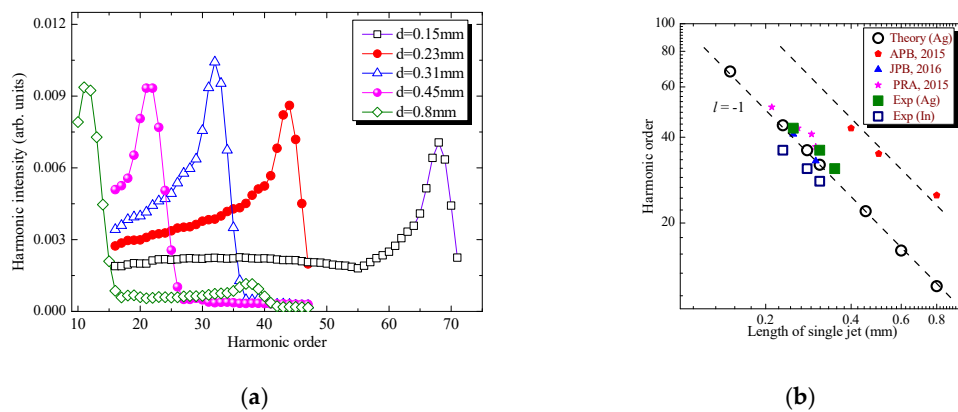 0.012
0.009
0.006
0.003
0.000
Harmonic intensity (arb. units)
d=0.15mm
d=0.23mm
d=0.31mm
d=0.45mm
d=0.8mm
10 20 30 40 50 60 70
Harmonic order
(a)
100
80
60
40
20
Harmonic order
l = -1
Theory (Ag)
APB, 2015
JPB, 2016
PRA, 2015
Exp (Ag)
Exp (In)
0.2 0.4 0.6 0.8
Length of single jet (mm)
(b)